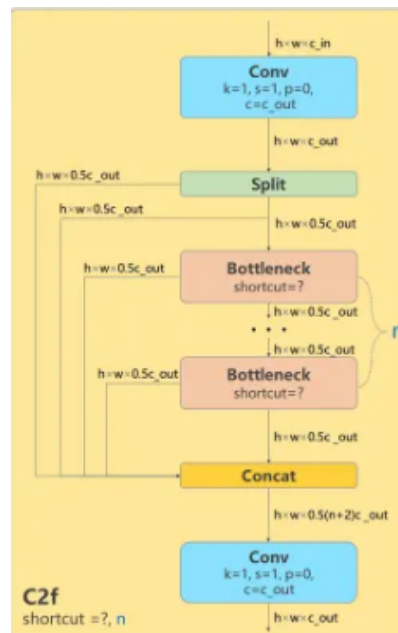 h×w×c_in
Conv
k=1, s=1, p=0,
c=c_out
h×w×c_out
h×w×0.5c_out
Split
h×w×0.5c_out
h×w×0.5c_out
h×w×0.5c_out
Bottleneck
shortcut=?
h×w×0.5c_out
...
n
h×w×0.5c_out
h×w×0.5c_out
Bottleneck
shortcut=?
h×w×0.5c_out
Concat
h×w×0.5(n+2)c_out
Conv
k=1, s=1, p=0,
c=c_out
C2f
shortcut =?, n
h×w×c_out